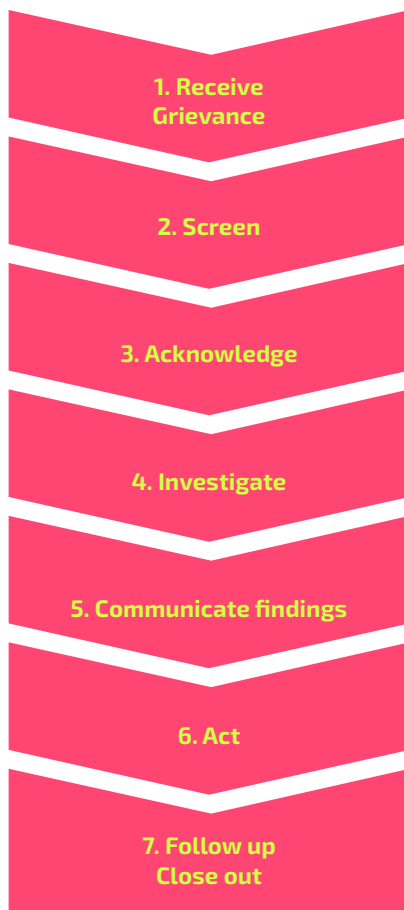 1. Receive
Grievance
2. Screen
3. Acknowledge
4. Investigate
5. Communicate findings
6. Act
7. Follow up
Close out